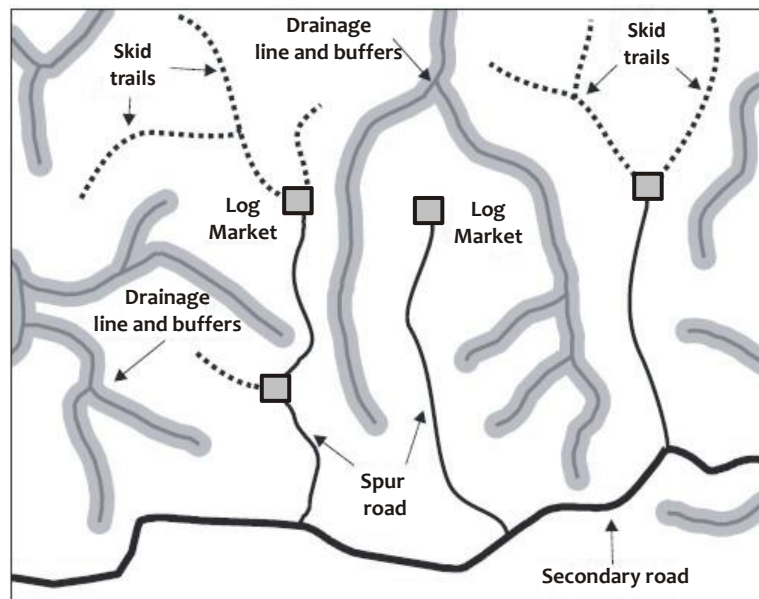 Skid
trails
Drainage
line and buffers
Skid
trails
Log
Market
Log
Market
Drainage
line and buffers
Spur
road
Secondary road